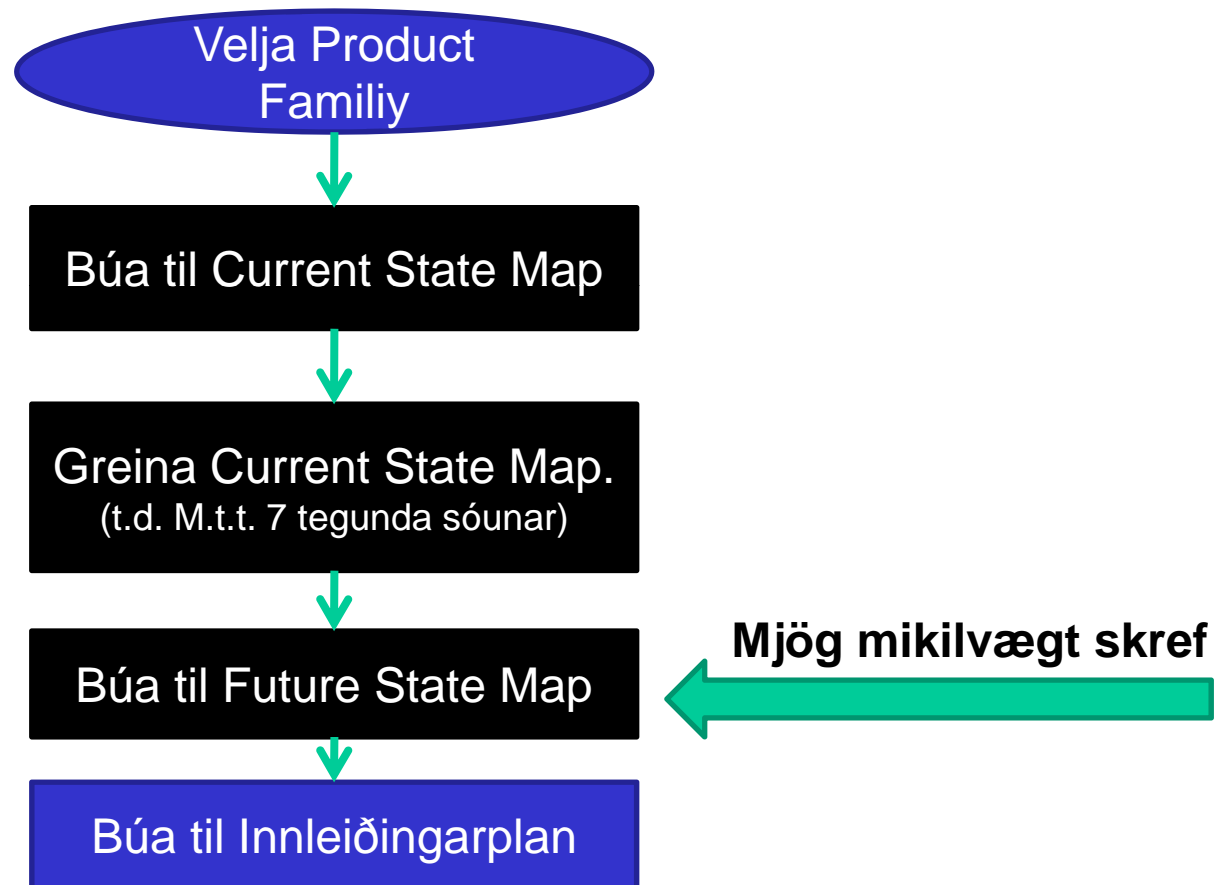 Velja Product
Familiy
Búa til Current State Map
Greina Current State Map.
(t.d. M.t.t. 7 tegunda sóunar)
Mjög mikilvægt skref
Búa til Future State Map
Búa til Innleiðingarplan